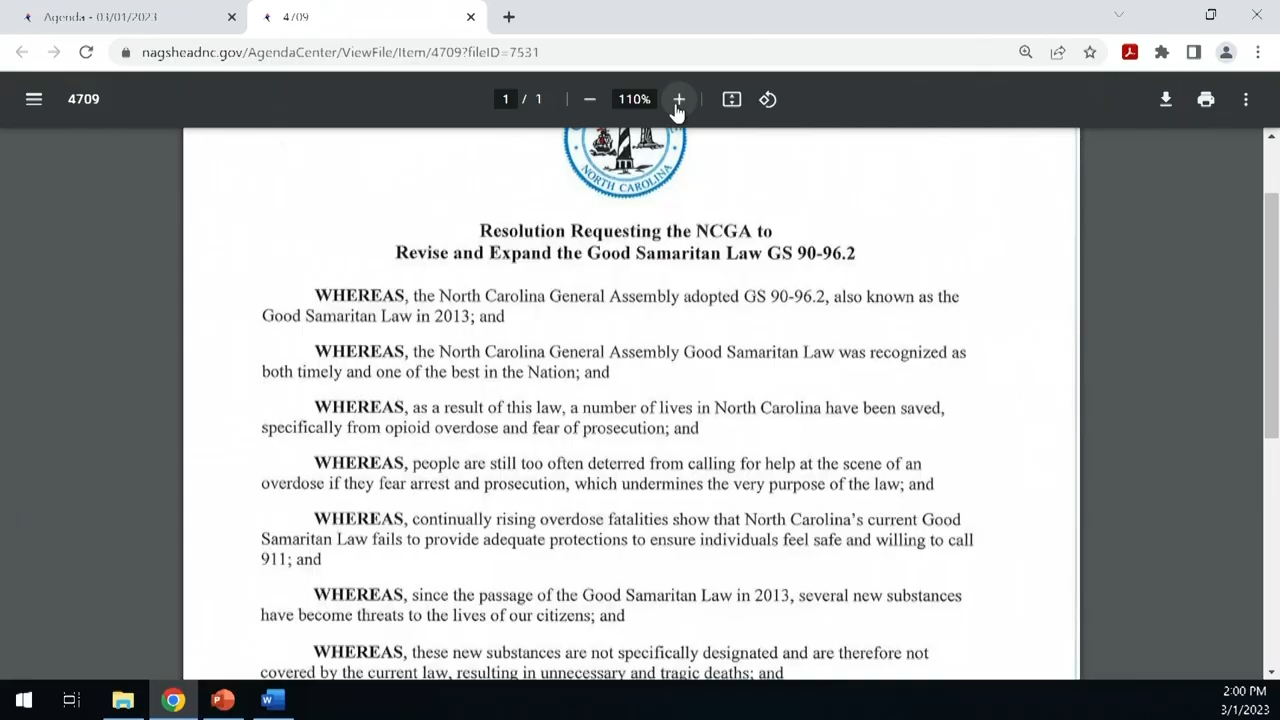 Agenda - 03/01/2023
4709
nagsheadnc.gov/AgendaCenter/ViewFile/Item/4709?fileID=7531
4709
1 / 1
110%
NORTH CAROLINA
Resolution Requesting the NCGA to
Revise and Expand the Good Samaritan Law GS 90-96.2
WHEREAS, the North Carolina General Assembly adopted GS 90-96.2, also known as the
Good Samaritan Law in 2013; and
WHEREAS, the North Carolina General Assembly Good Samaritan Law was recognized as
both timely and one of the best in the Nation; and
WHEREAS, as a result of this law, a number of lives in North Carolina have been saved,
specifically from opioid overdose and fear of prosecution; and
WHEREAS, people are still too often deterred from calling for help at the scene of an
overdose if they fear arrest and prosecution, which undermines the very purpose of the law; and
WHEREAS, continually rising overdose fatalities show that North Carolina's current Good
Samaritan Law fails to provide adequate protections to ensure individuals feel safe and willing to call
911; and
WHEREAS, since the passage of the Good Samaritan Law in 2013, several new substances
have become threats to the lives of our citizens; and
WHEREAS, these new substances are not specifically designated and are therefore not
covered by the current law, resulting in unnecessary and tragic deaths; and
2:00 PM
3/1/2023